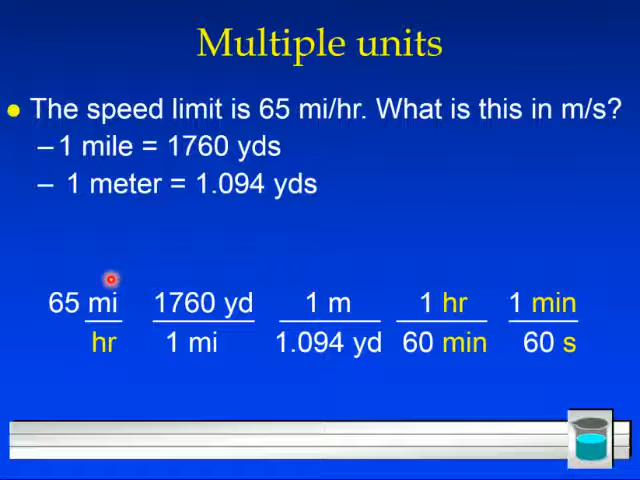 Multiple units
The speed limit is 65 mi/hr. What is this in m/s?
–1 mile = 1760 yds
– 1 meter = 1.094 yds
65 mi 1760 yd 1 m 1 hr 1 min
hr 1 mi 1.094 yd 60 min 60 s